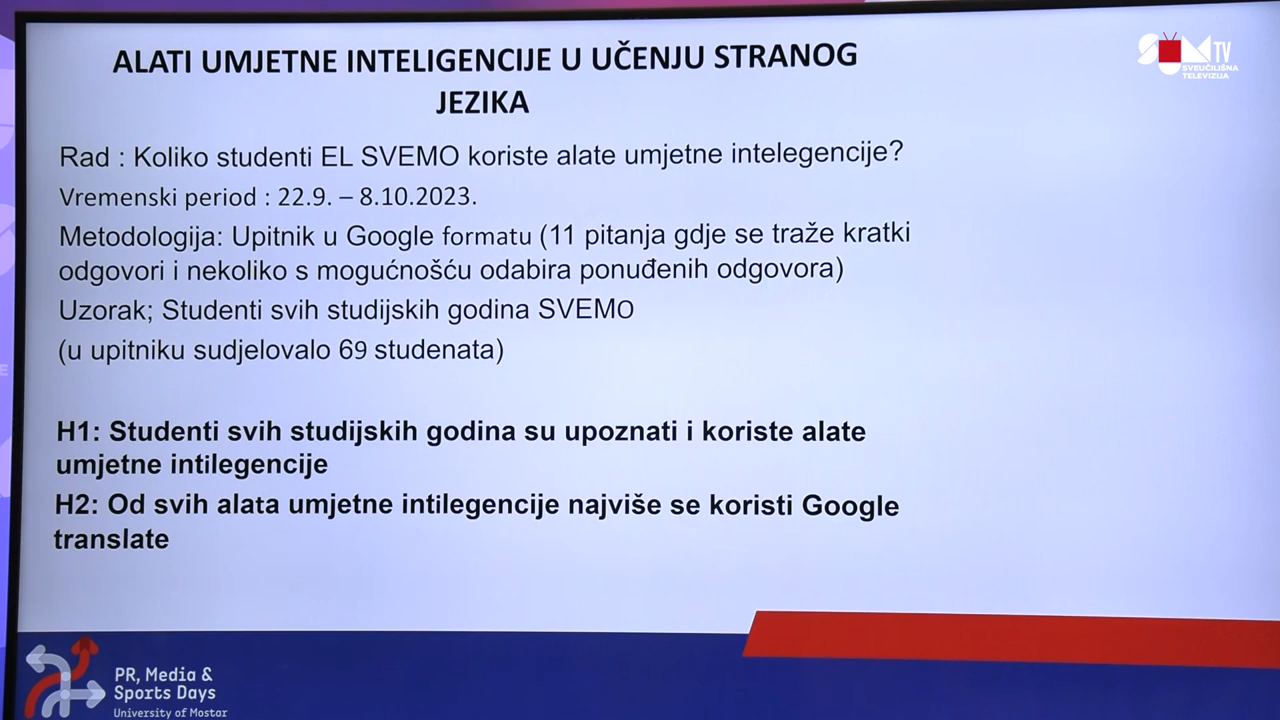 ALATI UMJETNE INTELIGENCIJE U UČENJU STRANOG
JEZIKA
Rad : Koliko studenti EL SVEMO koriste alate umjetne intelegencije?
Vremenski period : 22.9. – 8.10.2023.
Metodologija: Upitnik u Google formatu (11 pitanja gdje se traže kratki
odgovori i nekoliko s mogućnošću odabira ponuđenih odgovora)
Uzorak; Studenti svih studijskih godina SVEMO
(u upitniku sudjelovalo 69 studenata)
H1: Studenti svih studijskih godina su upoznati i koriste alate
umjetne intilegencije
H2: Od svih alata umjetne intilegencije najviše se koristi Google
translate
PR, Media &
Sports Days
University of Mostar
SUM TV
SVEUČILIŠNA
TELEVIZIJA
E